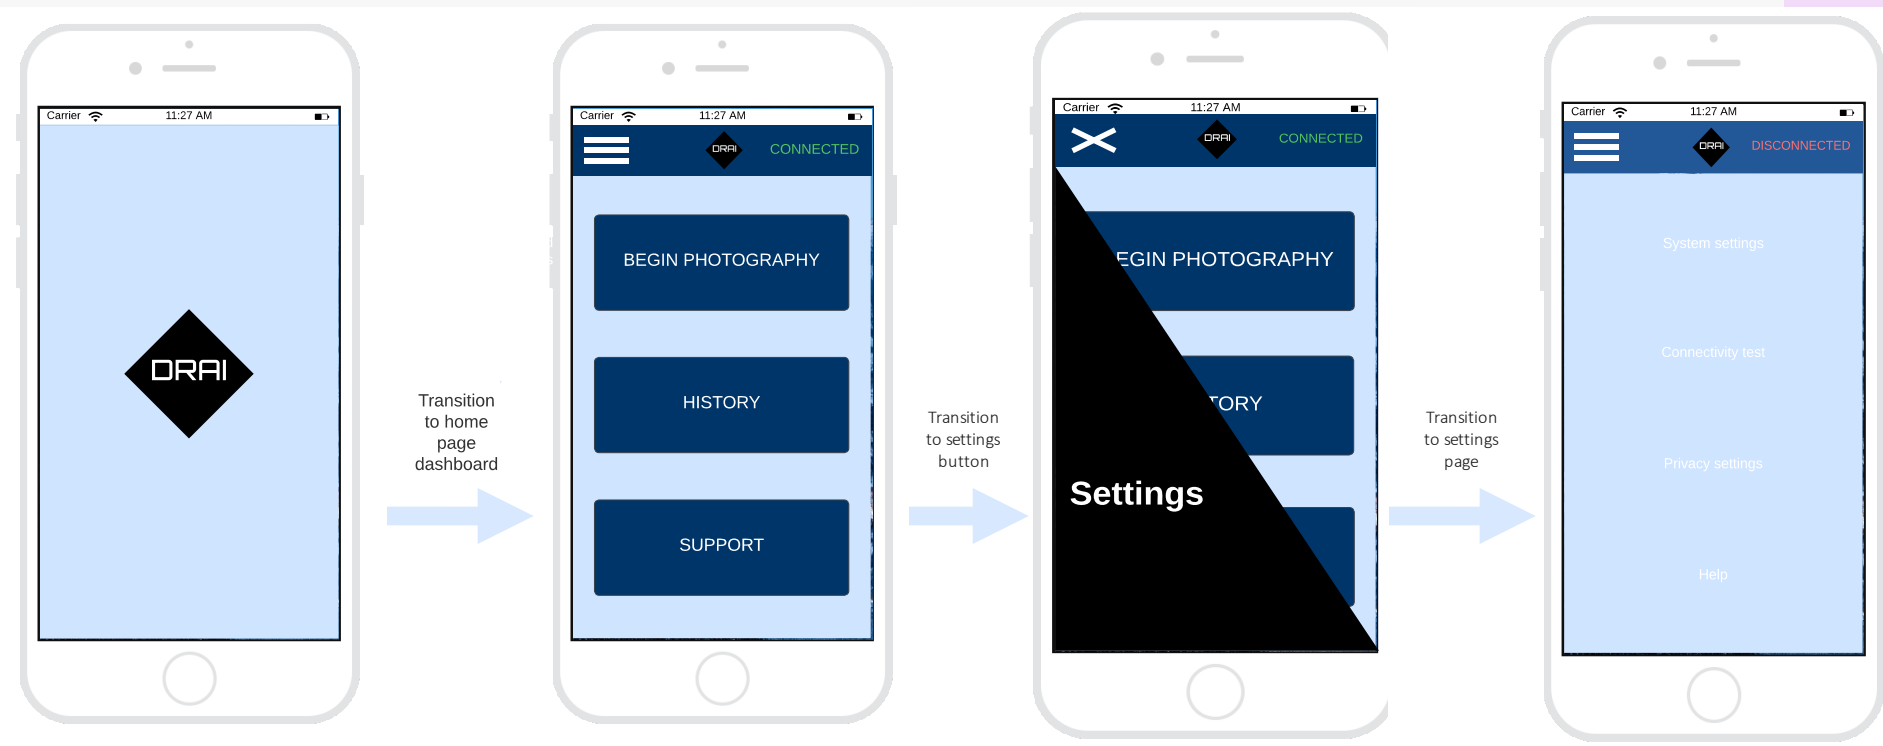 Carrier 11:27 AM
DRAI
Transition
to home
page
dashboard
Carrier 11:27 AM
DRAI CONNECTED
BEGIN PHOTOGRAPHY
HISTORY
SUPPORT
Transition
to settings
button
Carrier 11:27 AM
DRAI CONNECTED
EGIN PHOTOGRAPHY
TORY
Settings
Transition
to settings
page
Carrier 11:27 AM
DRAI DISCONNECTED
System settings
Connectivity test
Privacy settings
Help